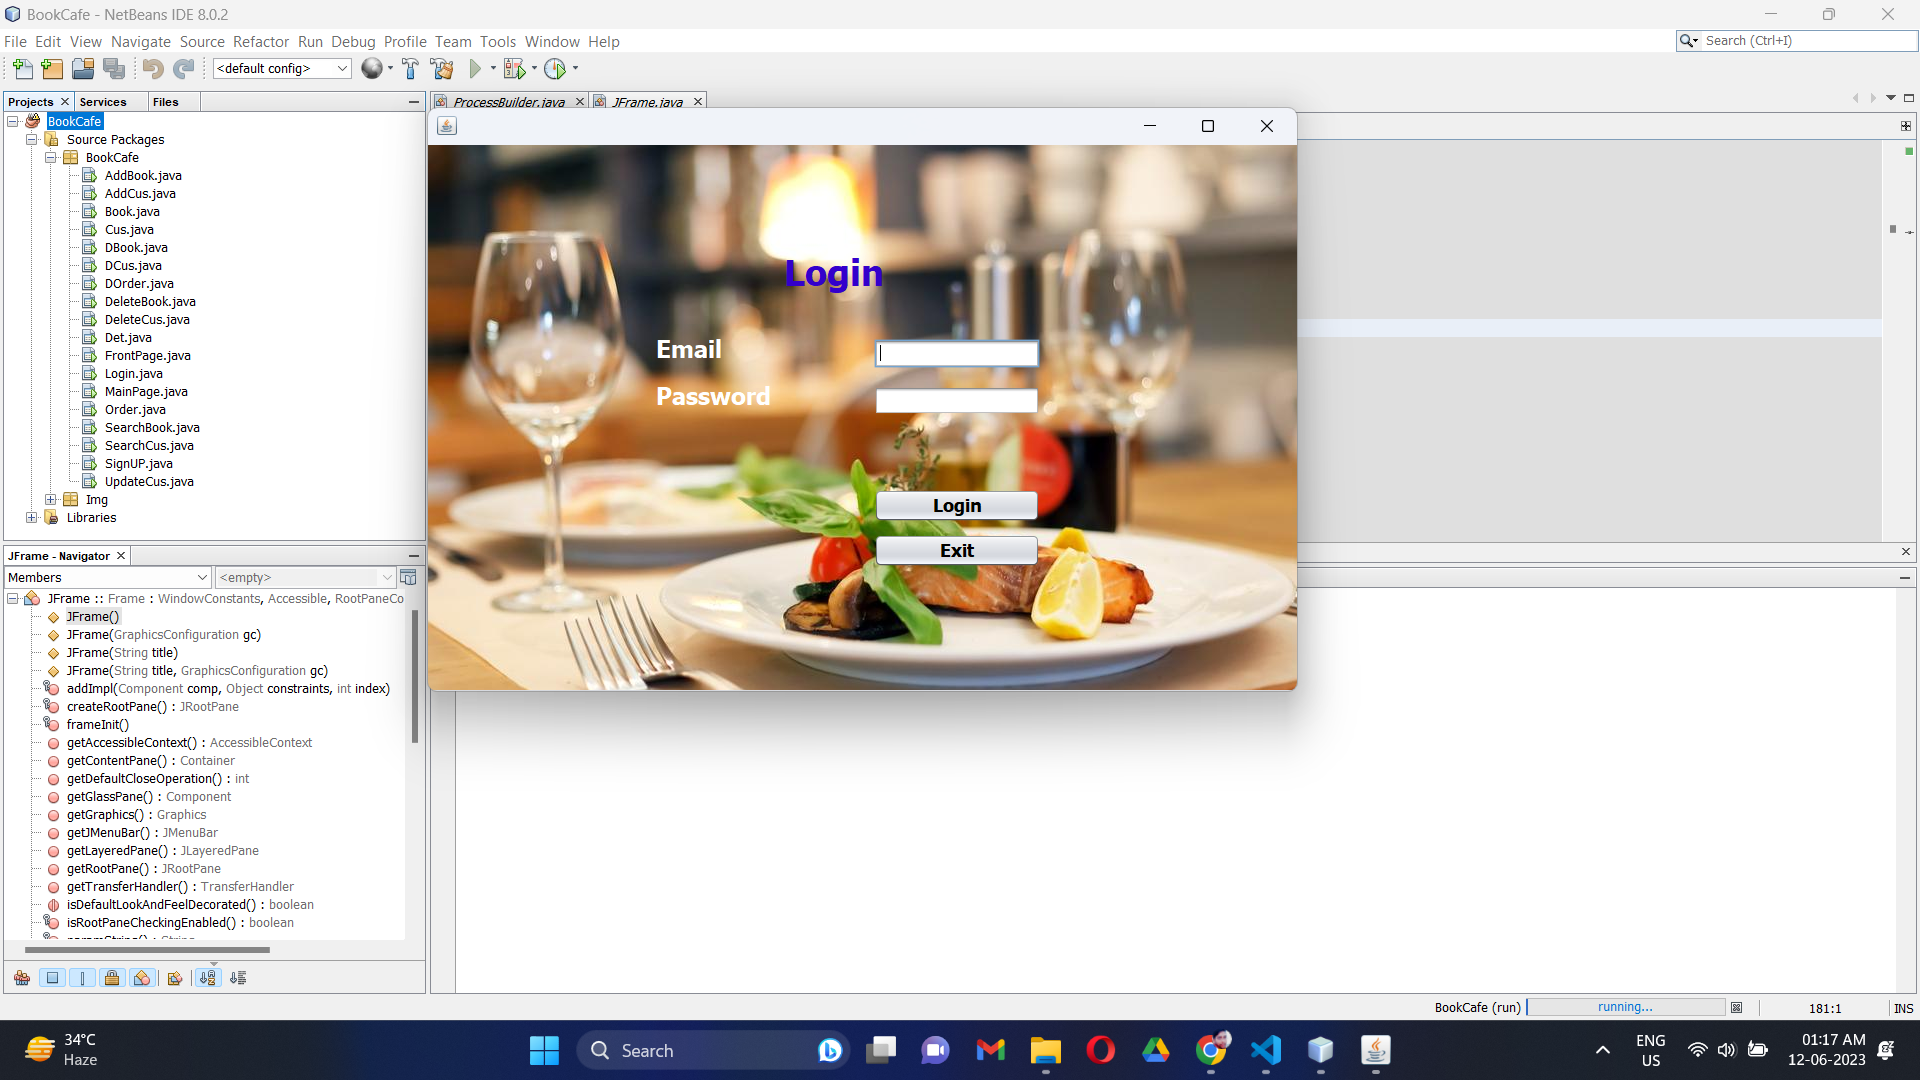 BookCafe - NetBeans IDE 8.0.2
File Edit View Navigate Source Refactor Run Debug Profile Team Tools Window Help
Search (Ctrl+I)
<default config>
Projects Services Files
ProcessBuilder.java JFrame.java
BookCafe
Source Packages
BookCafe
AddBook.java
AddCus.java
Book.java
Cus.java
DBook.java
DCus.java
DOrder.java
DeleteBook.java
DeleteCus.java
Det.java
FrontPage.java
Login.java
MainPage.java
Order.java
SearchBook.java
SearchCus.java
SignUP.java
UpdateCus.java
Img
Libraries
Login
Email
Password
Login
Exit
JFrame - Navigator
Members <empty>
JFrame :: Frame : WindowConstants, Accessible, RootPaneCo
JFrame()
JFrame(GraphicsConfiguration gc)
JFrame(String title)
JFrame(String title, GraphicsConfiguration gc)
addImpl(Component comp, Object constraints, int index)
createRootPane() : JRootPane
frameInit()
getAccessibleContext() : AccessibleContext
getContentPane() : Container
getDefaultCloseOperation() : int
getGlassPane() : Component
getGraphics() : Graphics
getJMenuBar() : JMenuBar
getLayeredPane() : JLayeredPane
getRootPane() : JRootPane
getTransferHandler() : TransferHandler
isDefaultLookAndFeelDecorated() : boolean
isRootPaneCheckingEnabled() : boolean
BookCafe (run) running... 181:1 INS
34°C
Haze
Search
ENG
US
01:17 AM
12-06-2023